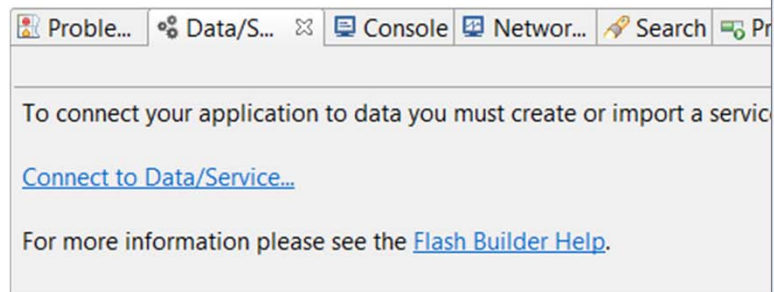 Proble... Data/S... Console Networ... Search Pr
To connect your application to data you must create or import a servic
Connect to Data/Service...
For more information please see the Flash Builder Help.